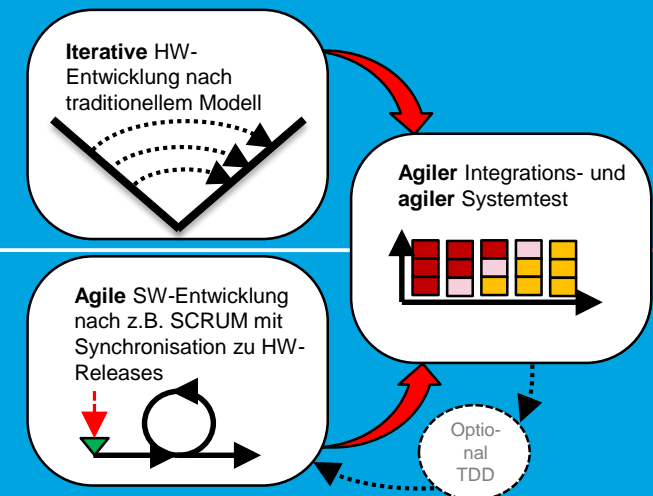 Iterative HW-
Entwicklung nach
traditionellem Modell
Agiler Integrations- und
agiler Systemtest
Agile SW-Entwicklung
nach z.B. SCRUM mit
Synchronisation zu HW-
Releases
Optio-
nal
TDD